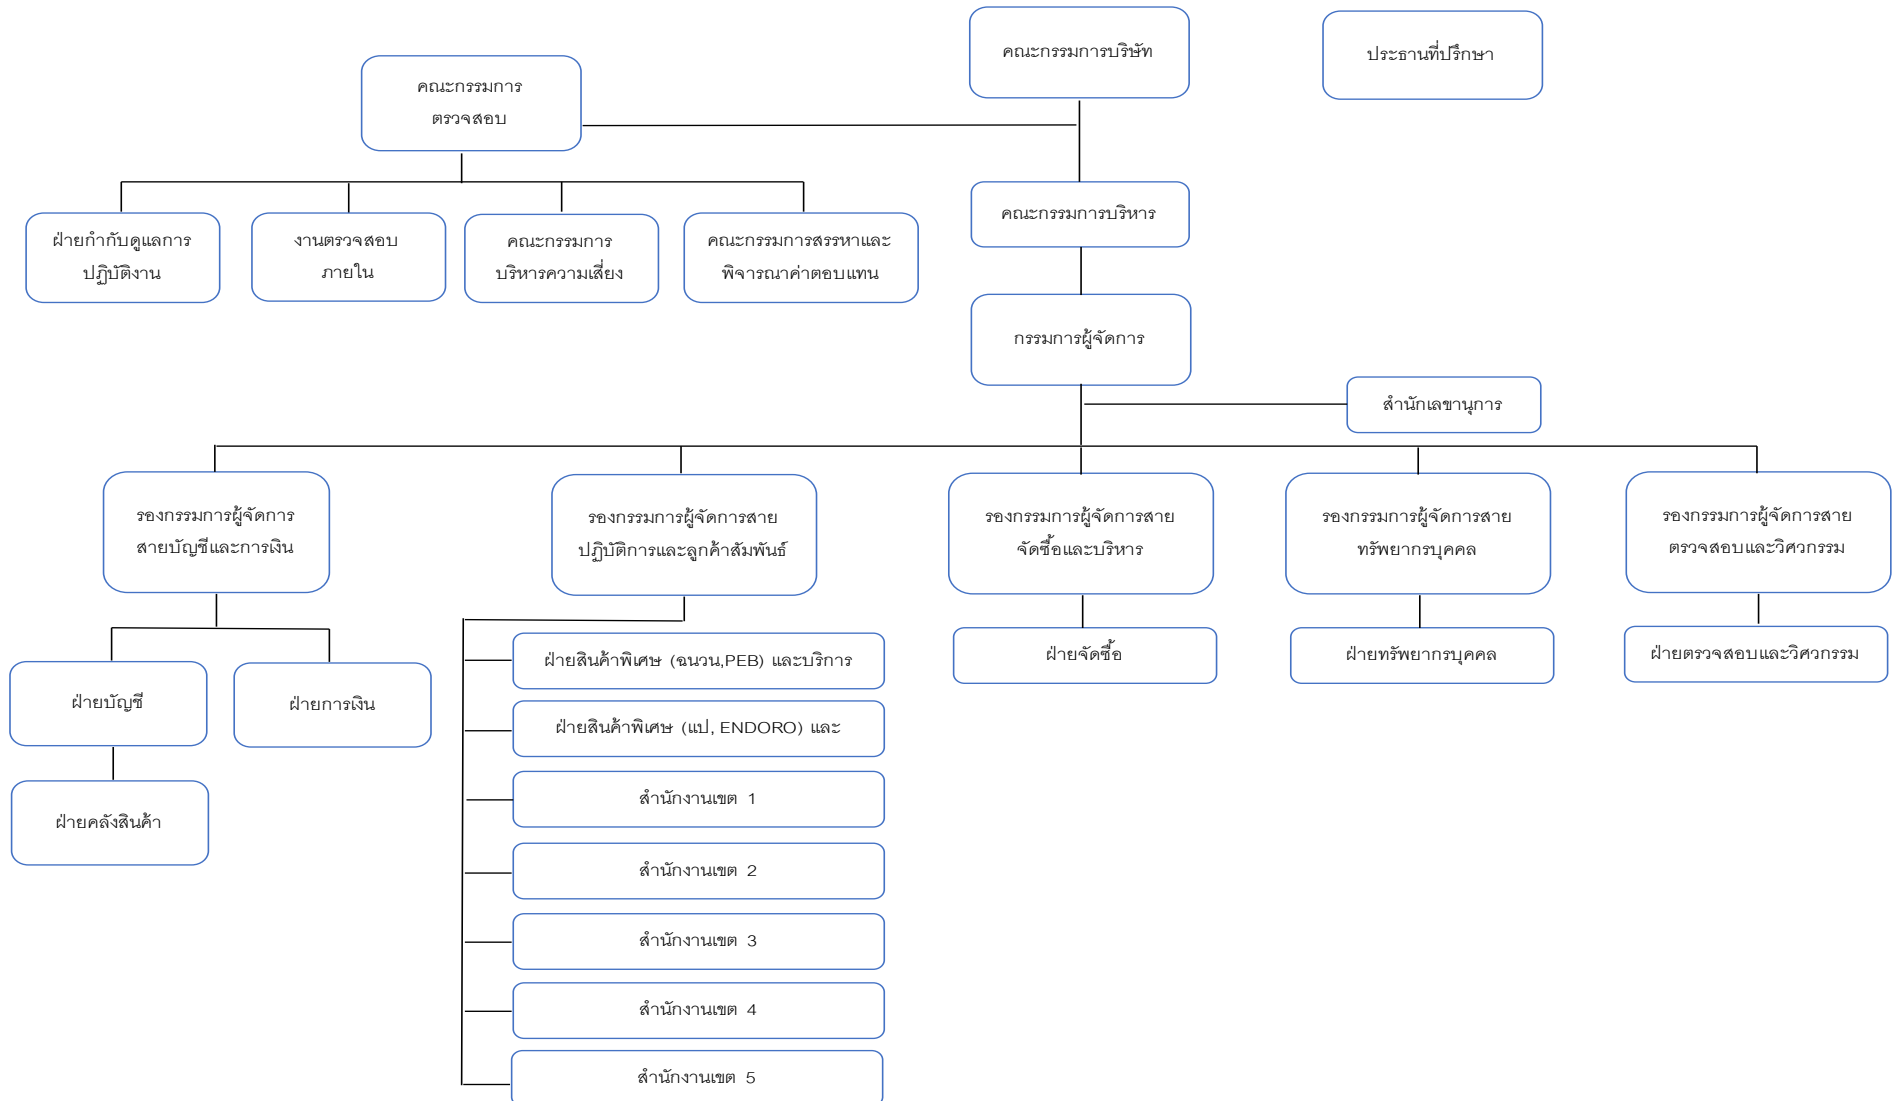 คณะกรรมการบริษัท
ประธานที่ปรึกษา
คณะกรรมการ
ตรวจสอบ
ฝ่ายกำกับดูแลการ
ปฏิบัติงาน
งานตรวจสอบ
ภายใน
คณะกรรมการ
บริหารความเสี่ยง
คณะกรรมการสรรหาและ
พิจารณาค่าตอบแทน
คณะกรรมการบริหาร
กรรมการผู้จัดการ
สำนักเลขานุการ
รองกรรมการผู้จัดการ
สายบัญชีและการเงิน
รองกรรมการผู้จัดการสาย
ปฏิบัติการและลูกค้าสัมพันธ์
รองกรรมการผู้จัดการสาย
จัดซื้อและบริหาร
รองกรรมการผู้จัดการสาย
ทรัพยากรบุคคล
รองกรรมการผู้จัดการสาย
ตรวจสอบและวิศวกรรม
ฝ่ายบัญชี
ฝ่ายการเงิน
ฝ่ายคลังสินค้า
ฝ่ายสินค้าพิเศษ (ฉนวน,PEB) และบริการ
ฝ่ายสินค้าพิเศษ (แป, ENDORO) และ
สำนักงานเขต 1
สำนักงานเขต 2
สำนักงานเขต 3
สำนักงานเขต 4
สำนักงานเขต 5
ฝ่ายจัดซื้อ
ฝ่ายทรัพยากรบุคคล
ฝ่ายตรวจสอบและวิศวกรรม